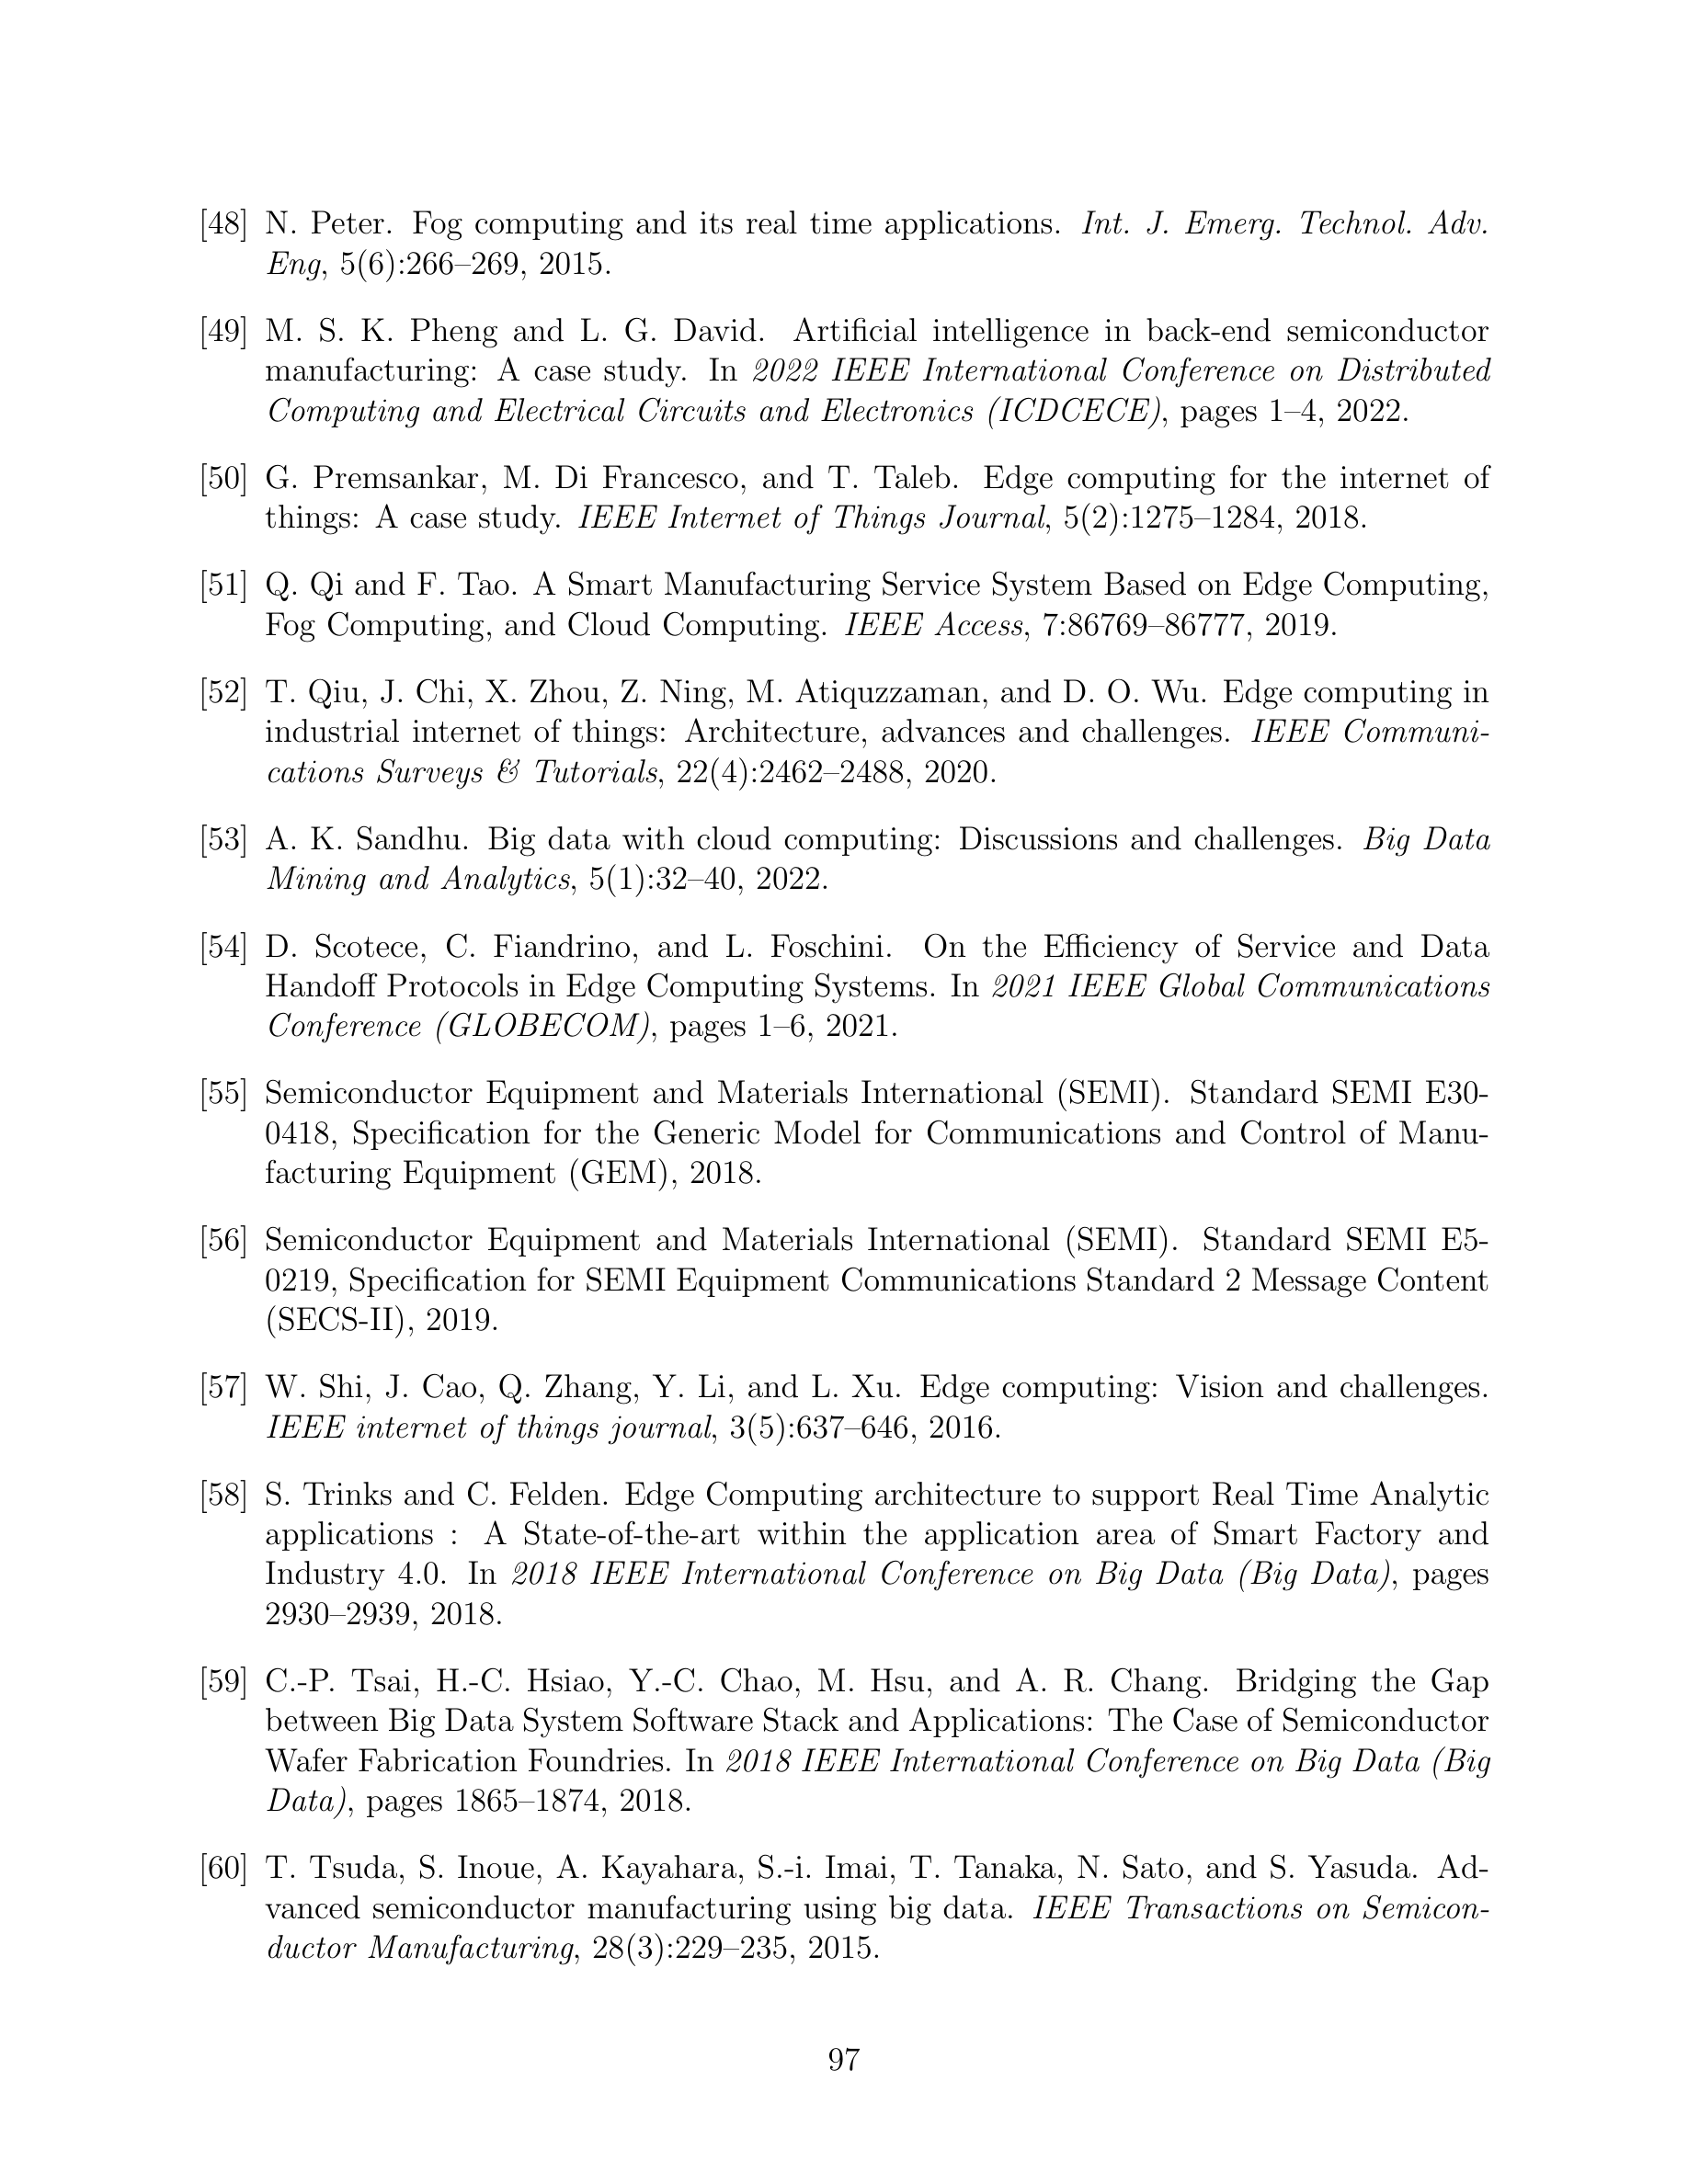 [48] N. Peter. Fog computing and its real time applications. Int. J. Emerg. Technol. Adv.
Eng, 5(6):266–269, 2015.
[49] M. S. K. Pheng and L. G. David. Artificial intelligence in back-end semiconductor
manufacturing: A case study. In 2022 IEEE International Conference on Distributed
Computing and Electrical Circuits and Electronics (ICDCECE), pages 1–4, 2022.
[50] G. Premsankar, M. Di Francesco, and T. Taleb. Edge computing for the internet of
things: A case study. IEEE Internet of Things Journal, 5(2):1275–1284, 2018.
[51] Q. Qi and F. Tao. A Smart Manufacturing Service System Based on Edge Computing,
Fog Computing, and Cloud Computing. IEEE Access, 7:86769–86777, 2019.
[52] T. Qiu, J. Chi, X. Zhou, Z. Ning, M. Atiquzzaman, and D. O. Wu. Edge computing in
industrial internet of things: Architecture, advances and challenges. IEEE Communi-
cations Surveys & Tutorials, 22(4):2462–2488, 2020.
[53] A. K. Sandhu. Big data with cloud computing: Discussions and challenges. Big Data
Mining and Analytics, 5(1):32–40, 2022.
[54] D. Scotece, C. Fiandrino, and L. Foschini. On the Efficiency of Service and Data
Handoff Protocols in Edge Computing Systems. In 2021 IEEE Global Communications
Conference (GLOBECOM), pages 1–6, 2021.
[55] Semiconductor Equipment and Materials International (SEMI). Standard SEMI E30-
0418, Specification for the Generic Model for Communications and Control of Manu-
facturing Equipment (GEM), 2018.
[56] Semiconductor Equipment and Materials International (SEMI). Standard SEMI E5-
0219, Specification for SEMI Equipment Communications Standard 2 Message Content
(SECS-II), 2019.
[57] W. Shi, J. Cao, Q. Zhang, Y. Li, and L. Xu. Edge computing: Vision and challenges.
IEEE internet of things journal, 3(5):637–646, 2016.
[58] S. Trinks and C. Felden. Edge Computing architecture to support Real Time Analytic
applications : A State-of-the-art within the application area of Smart Factory and
Industry 4.0. In 2018 IEEE International Conference on Big Data (Big Data), pages
2930–2939, 2018.
[59] C.-P. Tsai, H.-C. Hsiao, Y.-C. Chao, M. Hsu, and A. R. Chang. Bridging the Gap
between Big Data System Software Stack and Applications: The Case of Semiconductor
Wafer Fabrication Foundries. In 2018 IEEE International Conference on Big Data (Big
Data), pages 1865–1874, 2018.
[60] T. Tsuda, S. Inoue, A. Kayahara, S.-i. Imai, T. Tanaka, N. Sato, and S. Yasuda. Ad-
vanced semiconductor manufacturing using big data. IEEE Transactions on Semicon-
ductor Manufacturing, 28(3):229–235, 2015.
97